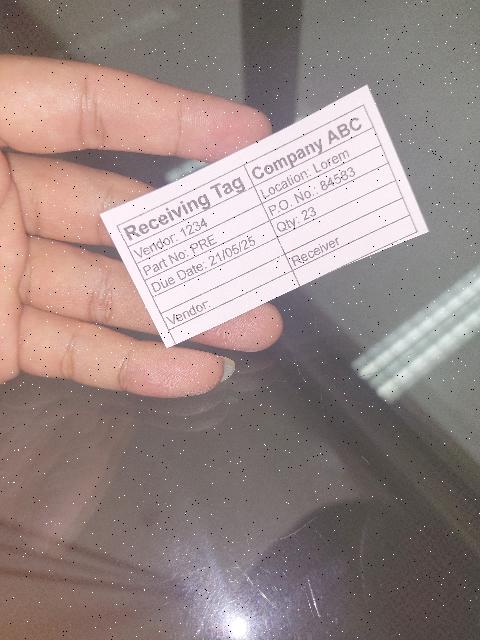 Receiving Tag Company ABC
Vendor: 1234 Location: Lorem
Part No: PRE P.O. No.: 84583
Due Date: 21/05/25 Qty: 23
Vendor: Receiver